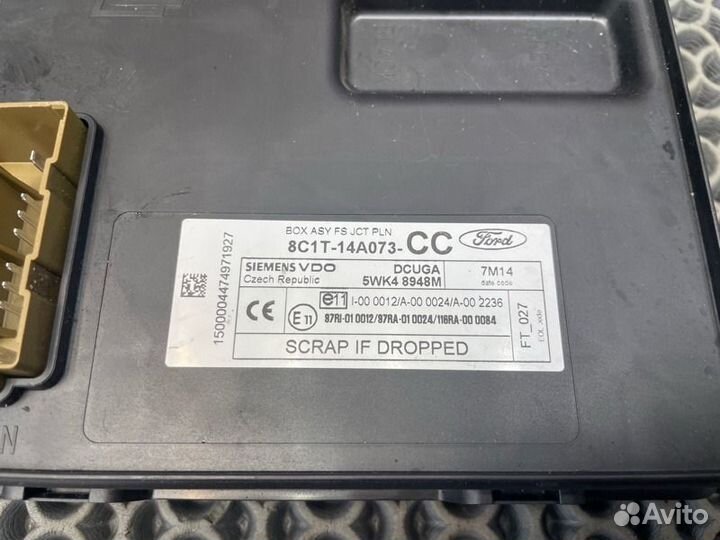 BOX ASY FS JCT PLN
8C1T-14A073-CC Ford
SIEMENS VDO DCUGA 7M14
Czech Republic 5WK4 8948M date code
CE e11 I-00 0012/A-00 0024/A-00 2236
E11 87RI-01 0012/87RA-01 0024/116RA-00 0084
SCRAP IF DROPPED
1500004474971927
FT_027
EOL code
N
Avito